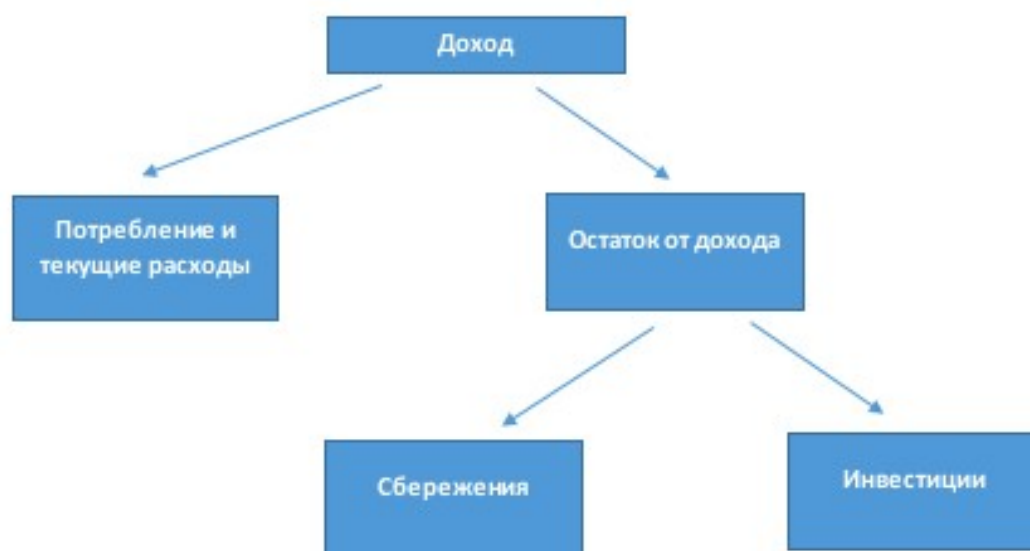 Доход
Потребление и
текущие расходы
Остаток от дохода
Сбережения
Инвестиции